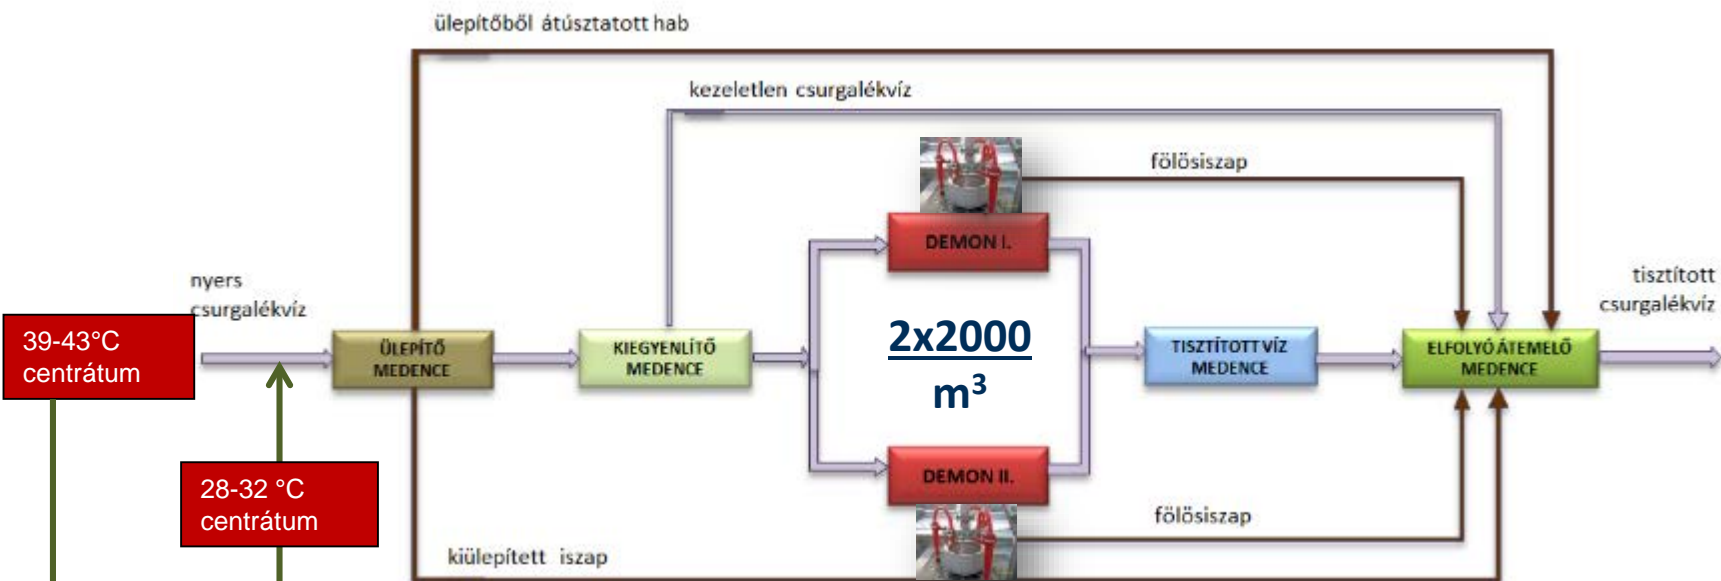 ülepítőből átúsztatott hab
kezeletlen csurgalékvíz
fölösiszap
DEMON I.
nyers
csurgalékvíz
tisztított
csurgalékvíz
39-43°C
centrátum
ÜLEPÍTŐ
MEDENCE
KIEGYENLÍTŐ
MEDENCE
2x2000
m³
TISZTÍTOTT VÍZ
MEDENCE
ELFOLYÓ ÁTEMELŐ
MEDENCE
28-32 °C
centrátum
DEMON II.
fölösiszap
kiülepített iszap